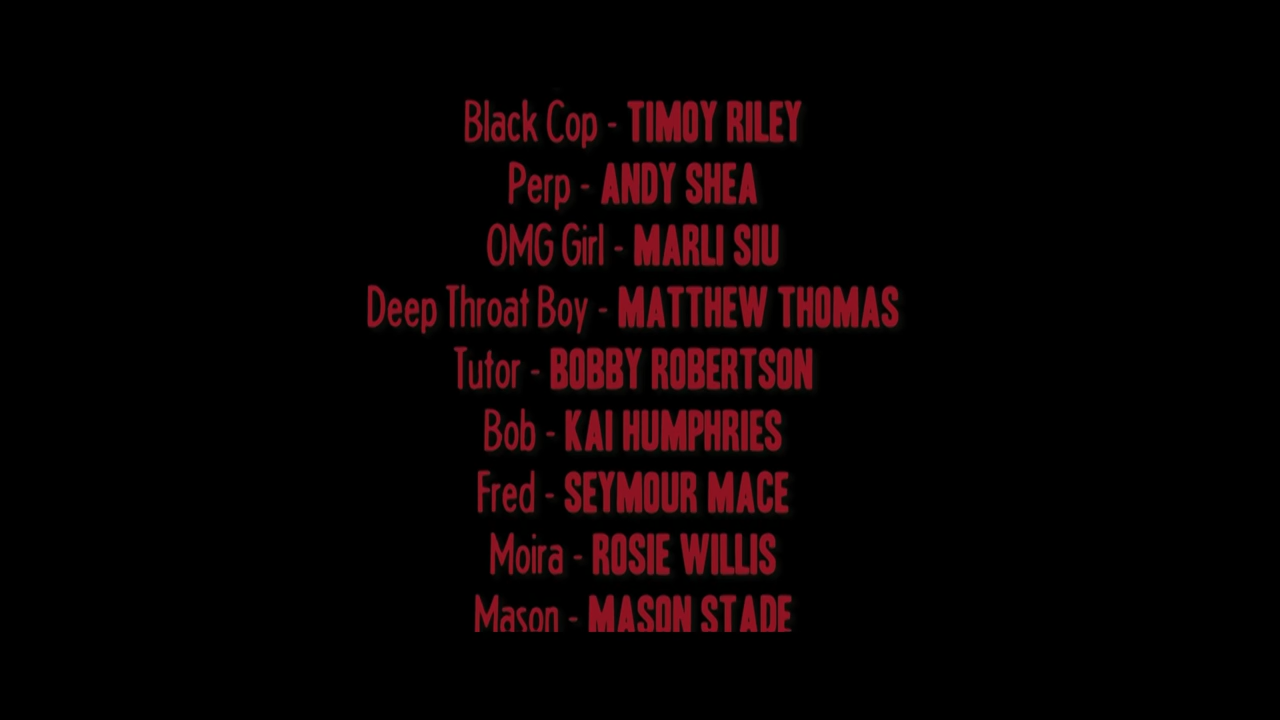 Black Cop - TIMOY RILEY
Perp - ANDY SHEA
OMG Girl - MARLI SIU
Deep Throat Boy - MATTHEW THOMAS
Tutor - BOBBY ROBERTSON
Bob - KAI HUMPHRIES
Fred - SEYMOUR MACE
Moira - ROSIE WILLIS
Mason - MASON STADE